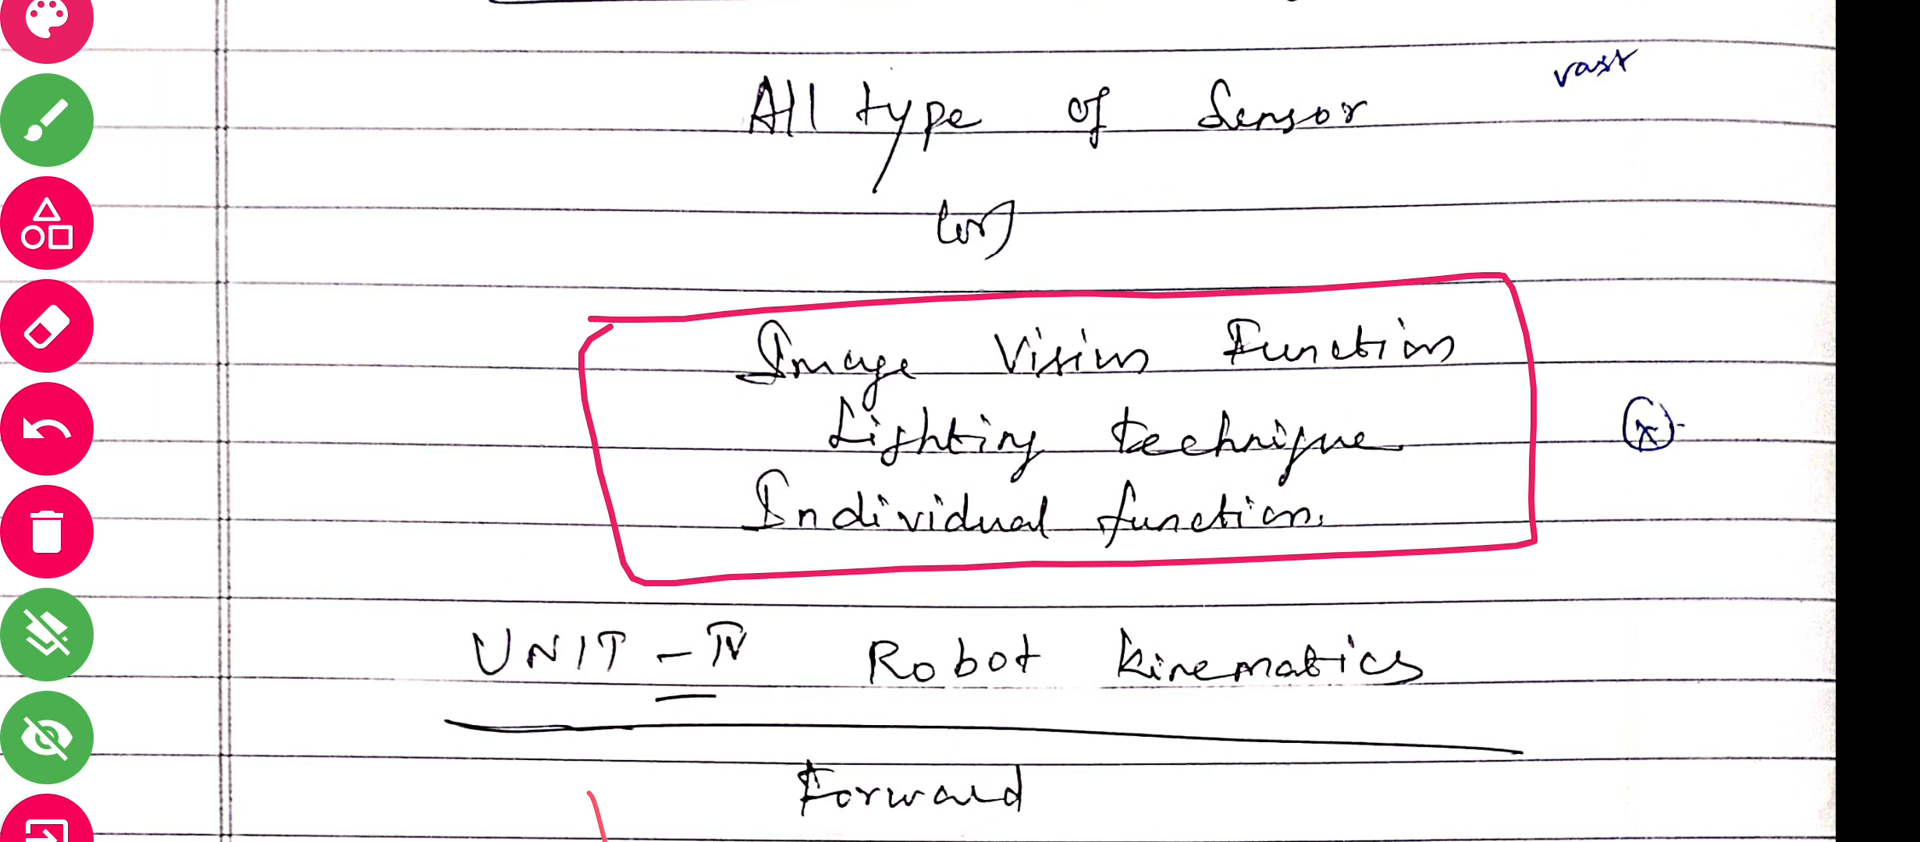 All type of Sensor
vast
(or)
Image Vision Function
Lighting technique
Individual function.
UNIT - IV Robot kinematics
Forward